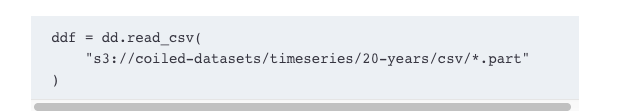 ddf = dd.read_csv(
    "s3://coiled-datasets/timeseries/20-years/csv/*.part"
)